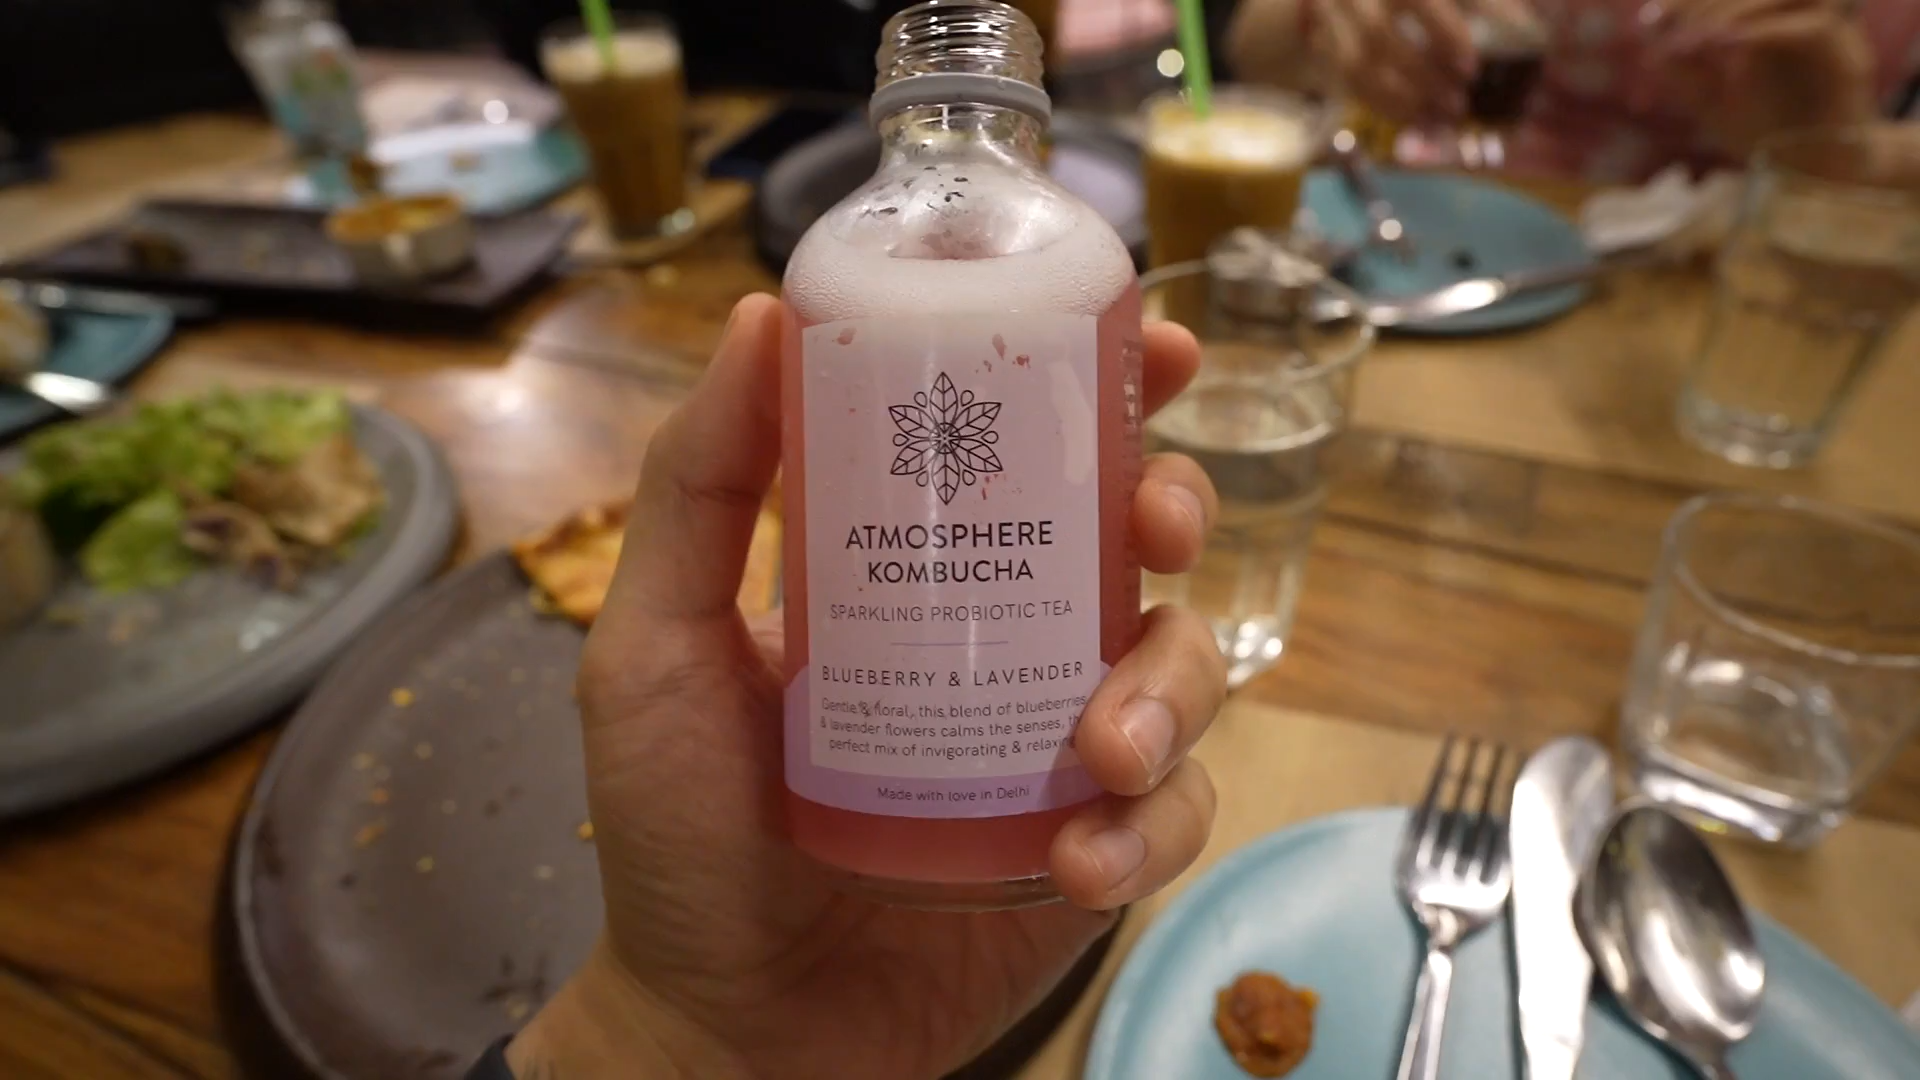 ATMOSPHERE
KOMBUCHA
SPARKLING PROBIOTIC TEA
BLUEBERRY & LAVENDER
Gentle & floral, this blend of blueberries
& lavender flowers calms the senses,
perfect mix of invigorating & relaxing
Made with love in Delhi